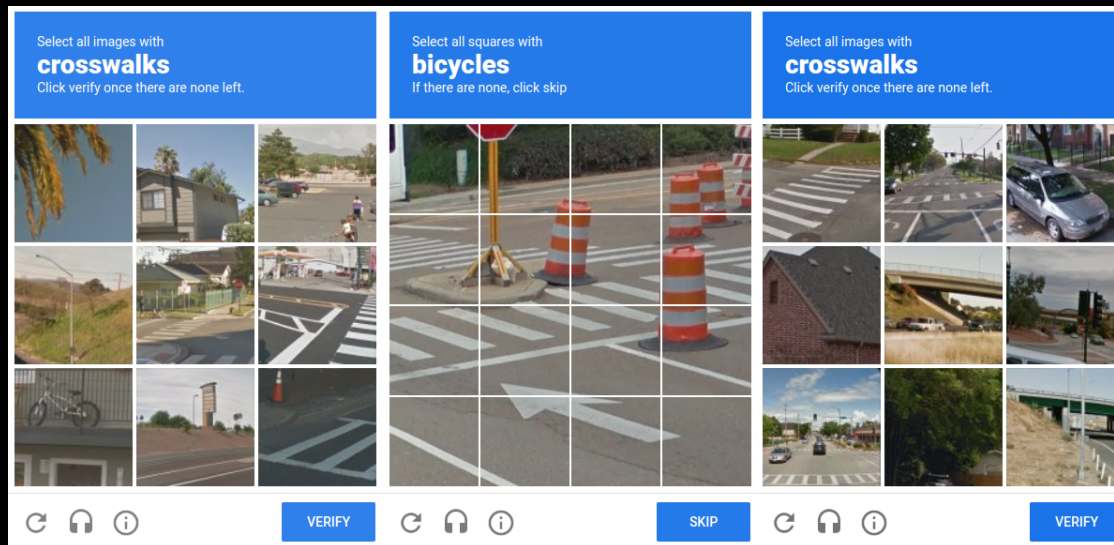 Select all images with
crosswalks
Click verify once there are none left.
VERIFY
Select all squares with
bicycles
If there are none, click skip
SKIP
Select all images with
crosswalks
Click verify once there are none left.
VERIFY